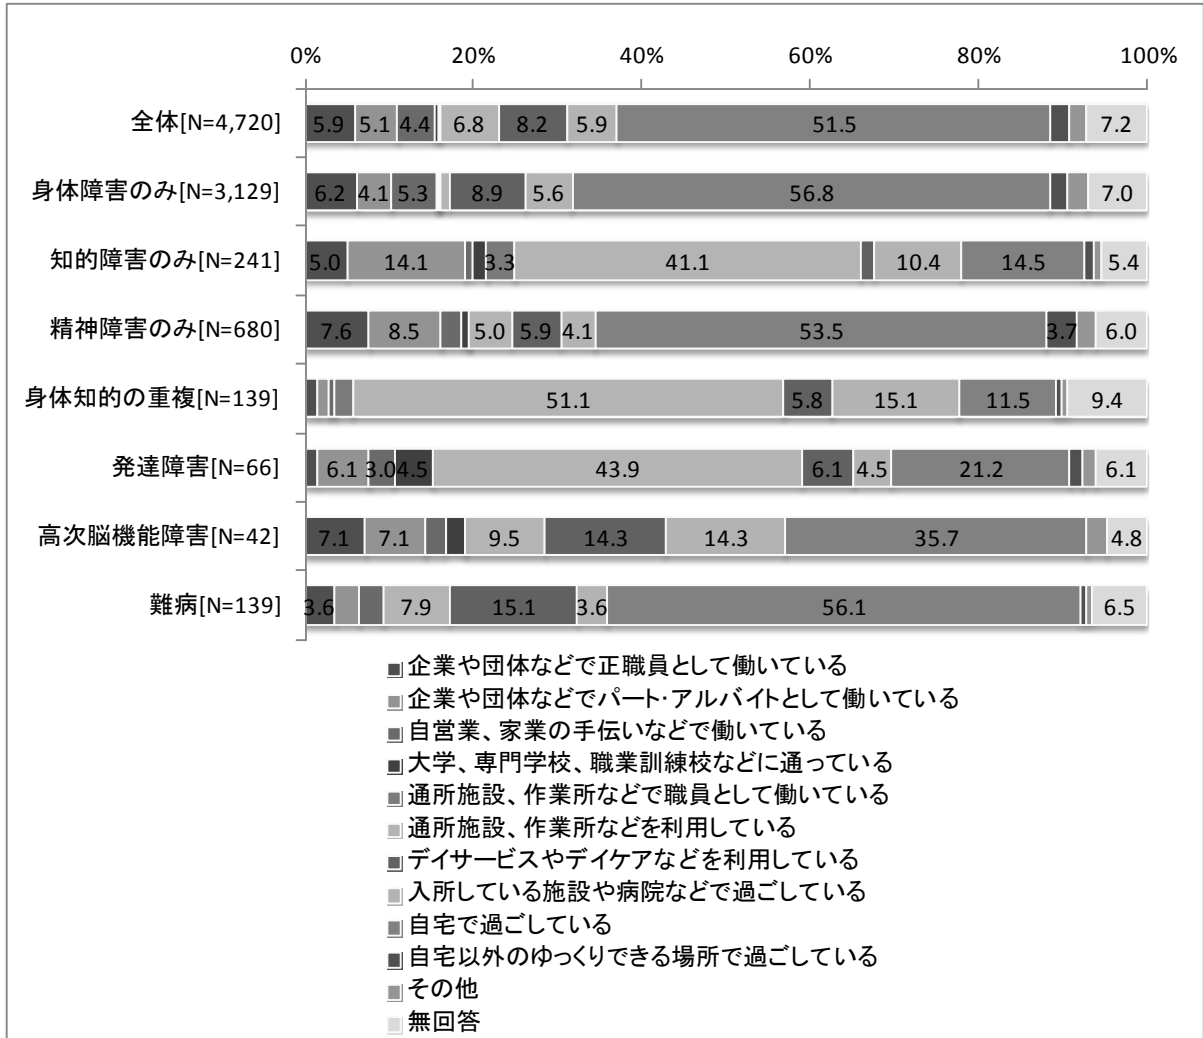 0% 20% 40% 60% 80% 100%
全体[N=4,720] 5.9 5.1 4.4 6.8 8.2 5.9 51.5 7.2
身体障害のみ[N=3,129] 6.2 4.1 5.3 8.9 5.6 56.8 7.0
知的障害のみ[N=241] 5.0 14.1 3.3 41.1 10.4 14.5 5.4
精神障害のみ[N=680] 7.6 8.5 5.0 5.9 4.1 53.5 3.7 6.0
身体知的の重複[N=139] 51.1 5.8 15.1 11.5 9.4
発達障害[N=66] 6.1 3.0 4.5 43.9 6.1 4.5 21.2 6.1
高次脳機能障害[N=42] 7.1 7.1 9.5 14.3 14.3 35.7 4.8
難病[N=139] 3.6 7.9 15.1 3.6 56.1 6.5
企業や団体などで正職員として働いている
企業や団体などでパート・アルバイトとして働いている
自営業、家業の手伝いなどで働いている
大学、専門学校、職業訓練校などに通っている
通所施設、作業所などで職員として働いている
通所施設、作業所などを利用している
デイサービスやデイケアなどを利用している
入所している施設や病院などで過ごしている
自宅で過ごしている
自宅以外のゆっくりできる場所で過ごしている
その他
無回答